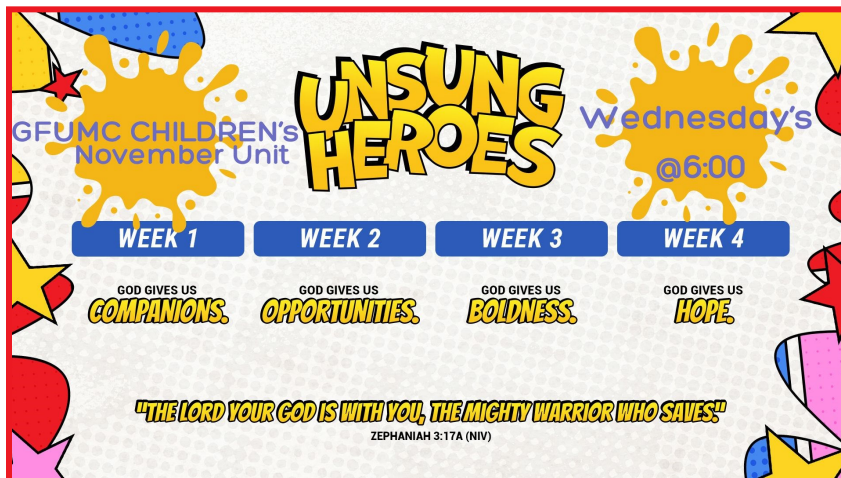 GFUMC CHILDREN's
November Unit
UNSUNG
HEROES
Wednesday's
@6:00
WEEK 1
GOD GIVES US
COMPANIONS.
WEEK 2
GOD GIVES US
OPPORTUNITIES.
WEEK 3
GOD GIVES US
BOLDNESS.
WEEK 4
GOD GIVES US
HOPE.
"THE LORD YOUR GOD IS WITH YOU, THE MIGHTY WARRIOR WHO SAVES."
ZEPHANIAH 3:17A (NIV)